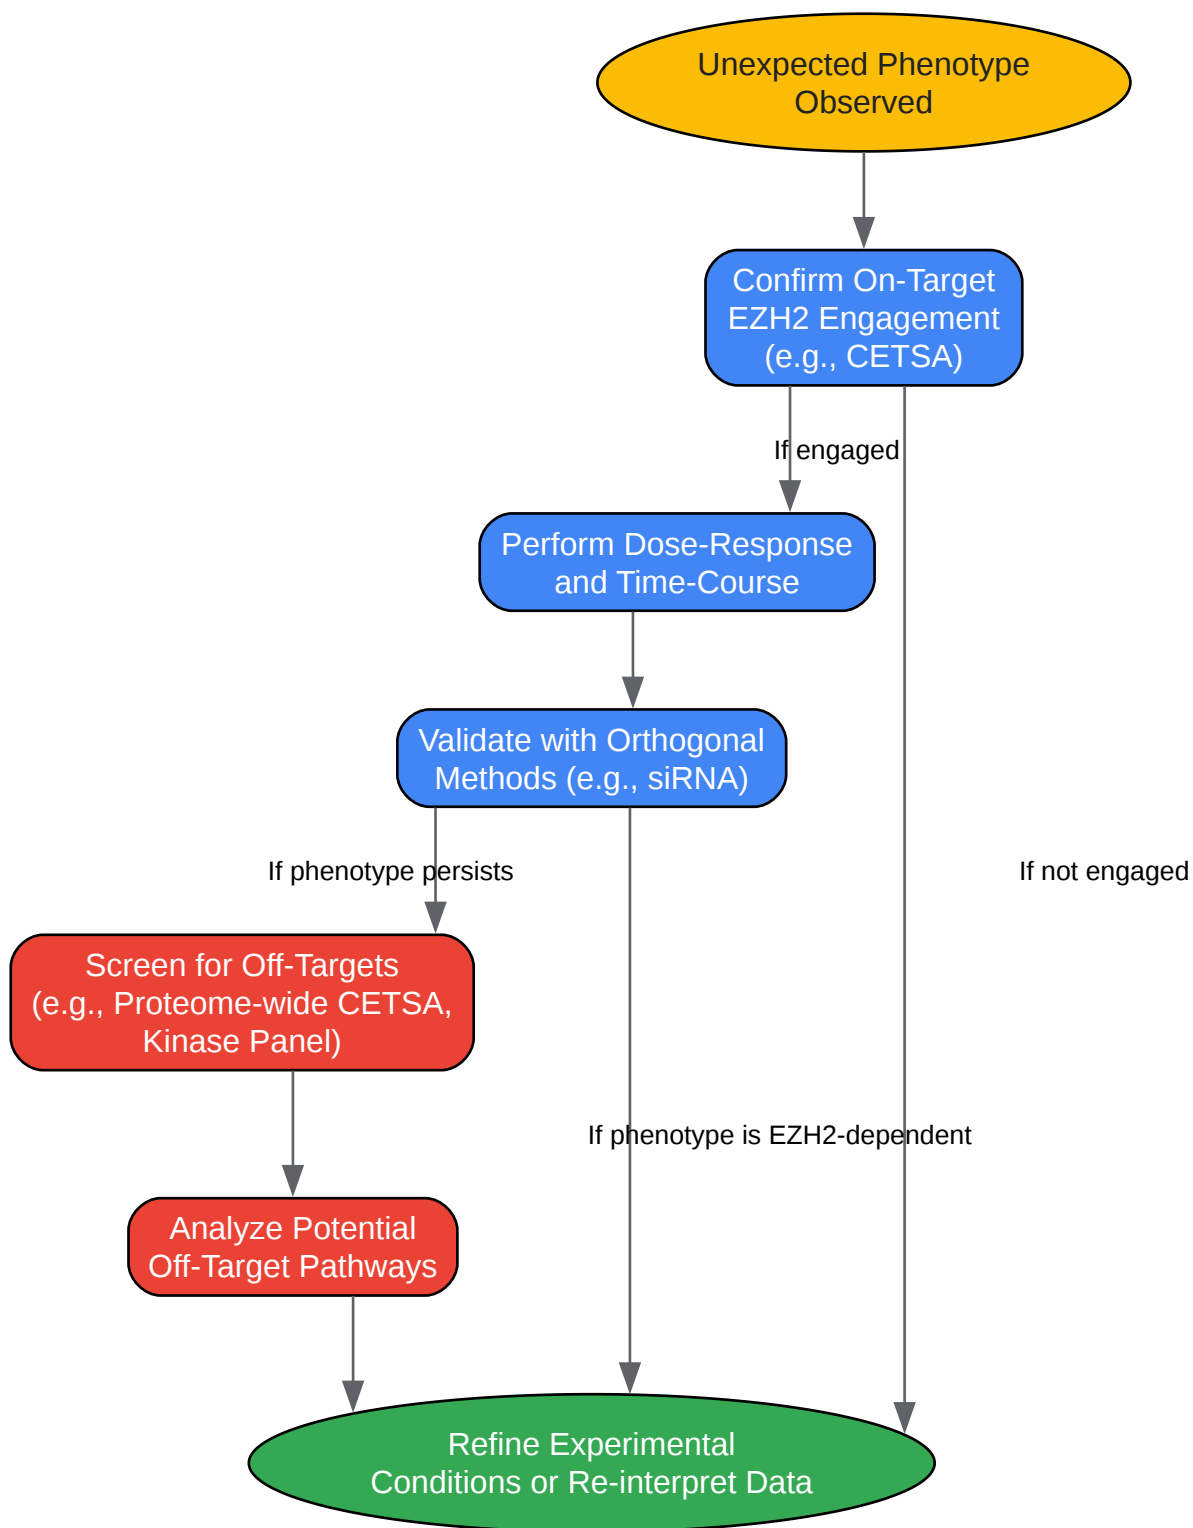 Unexpected Phenotype
Observed
Confirm On-Target
EZH2 Engagement
(e.g., CETSA)
If engaged
Perform Dose-Response
and Time-Course
Validate with Orthogonal
Methods (e.g., siRNA)
If phenotype persists
If not engaged
Screen for Off-Targets
(e.g., Proteome-wide CETSA,
Kinase Panel)
If phenotype is EZH2-dependent
Analyze Potential
Off-Target Pathways
Refine Experimental
Conditions or Re-interpret Data